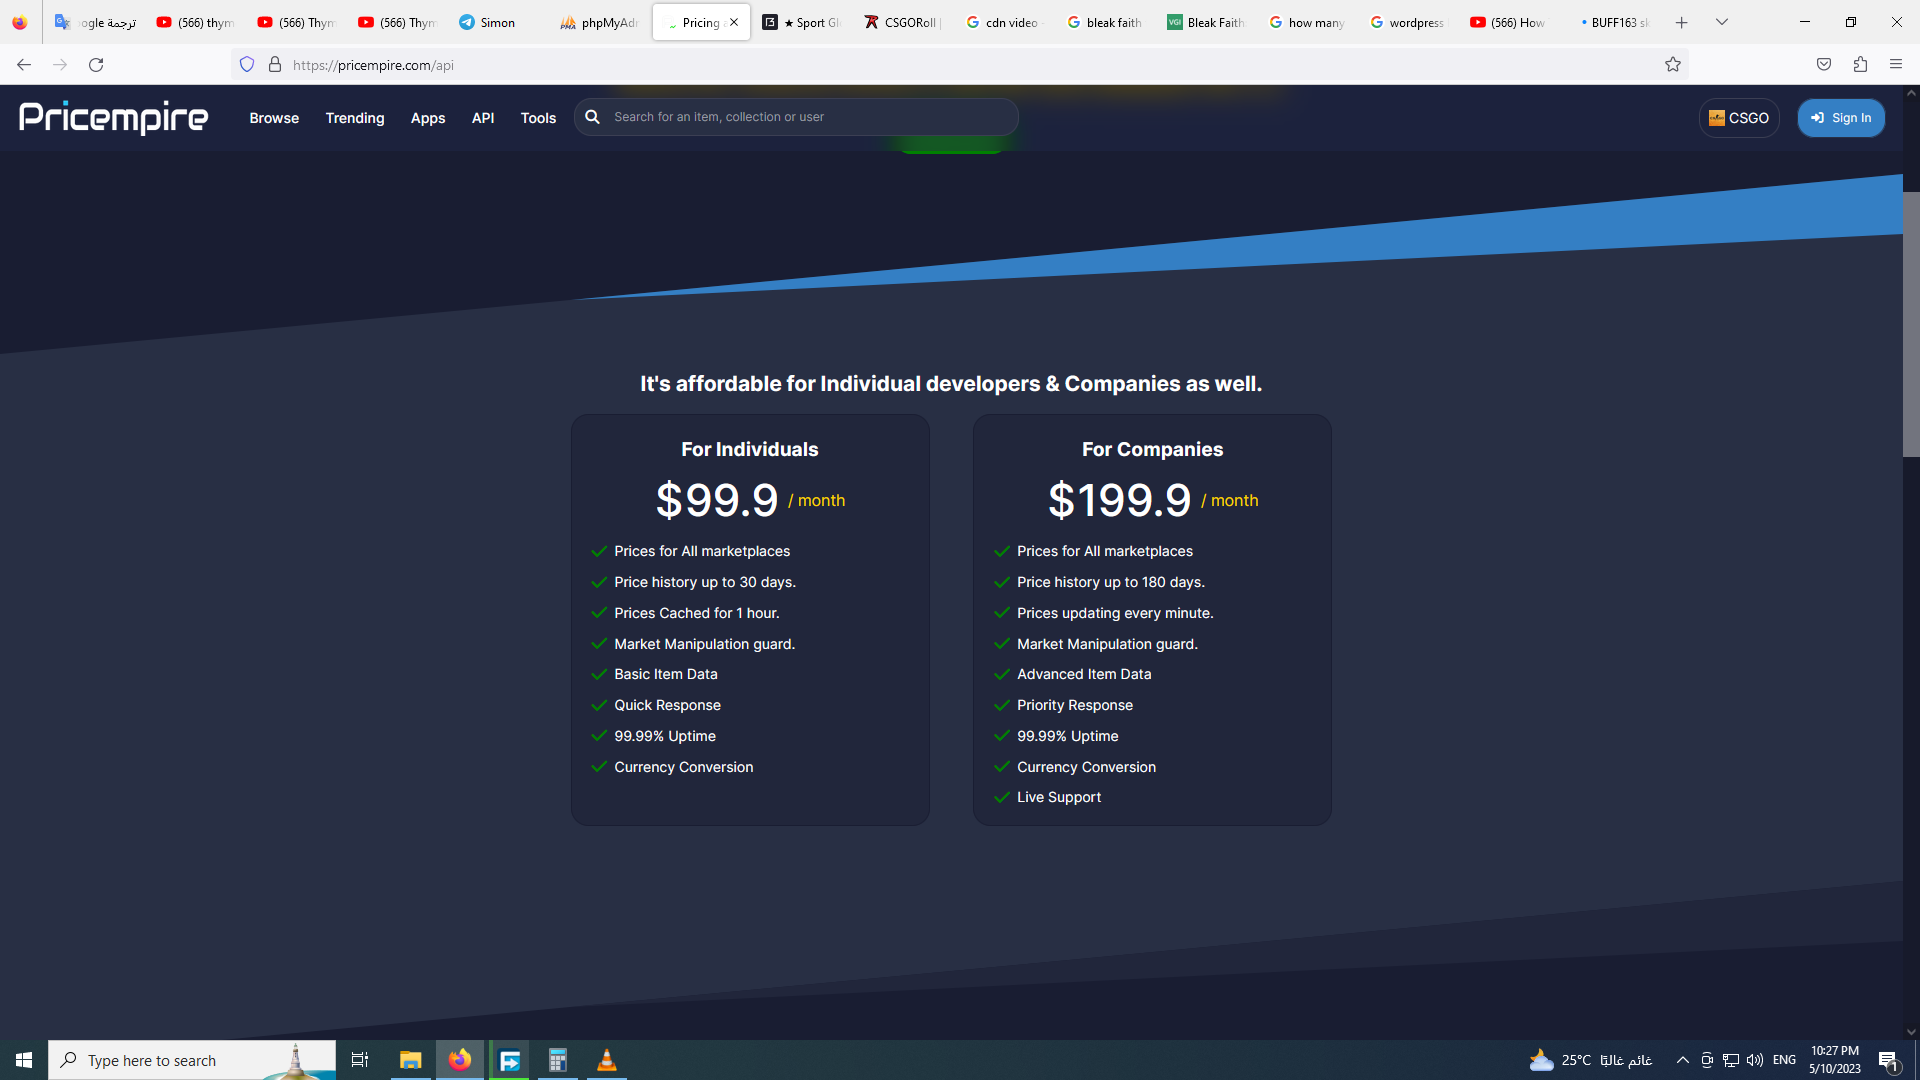 oogle ترجمة
(566) thym
(566) Thym
(566) Thym
Simon
phpMyAdr
Pricing a
★ Sport Gl
CSGORoll |
cdn video -
bleak faith
Bleak Faith
how many
wordpress
(566) How
BUFF163 sk
https://pricempire.com/api
Pricempire
Browse
Trending
Apps
API
Tools
Search for an item, collection or user
CSGO
Sign In
It's affordable for Individual developers & Companies as well.
For Individuals
$99.9 / month
Prices for All marketplaces
Price history up to 30 days.
Prices Cached for 1 hour.
Market Manipulation guard.
Basic Item Data
Quick Response
99.99% Uptime
Currency Conversion
For Companies
$199.9 / month
Prices for All marketplaces
Price history up to 180 days.
Prices updating every minute.
Market Manipulation guard.
Advanced Item Data
Priority Response
99.99% Uptime
Currency Conversion
Live Support
Type here to search
25°C غائم غالبًا
ENG
10:27 PM
5/10/2023
1